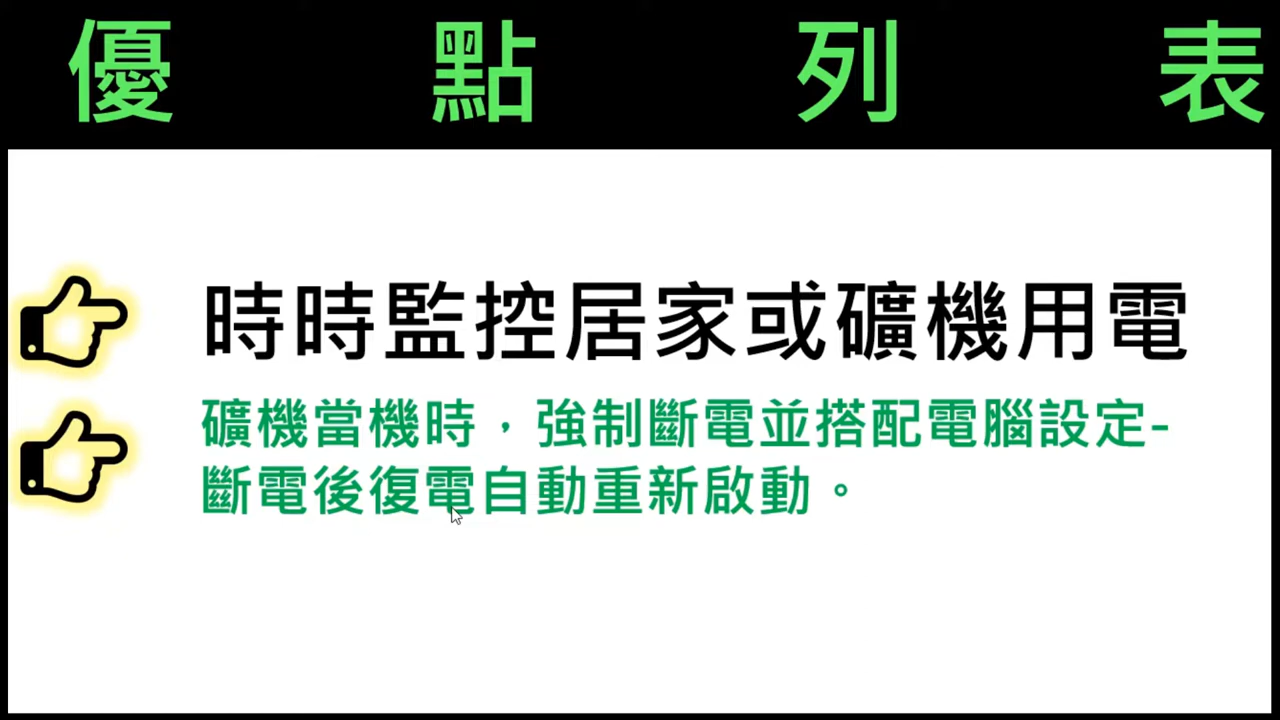 優點列表
時時監控居家或礦機用電
礦機當機時，強制斷電並搭配電腦設定-
斷電後復電自動重新啟動。